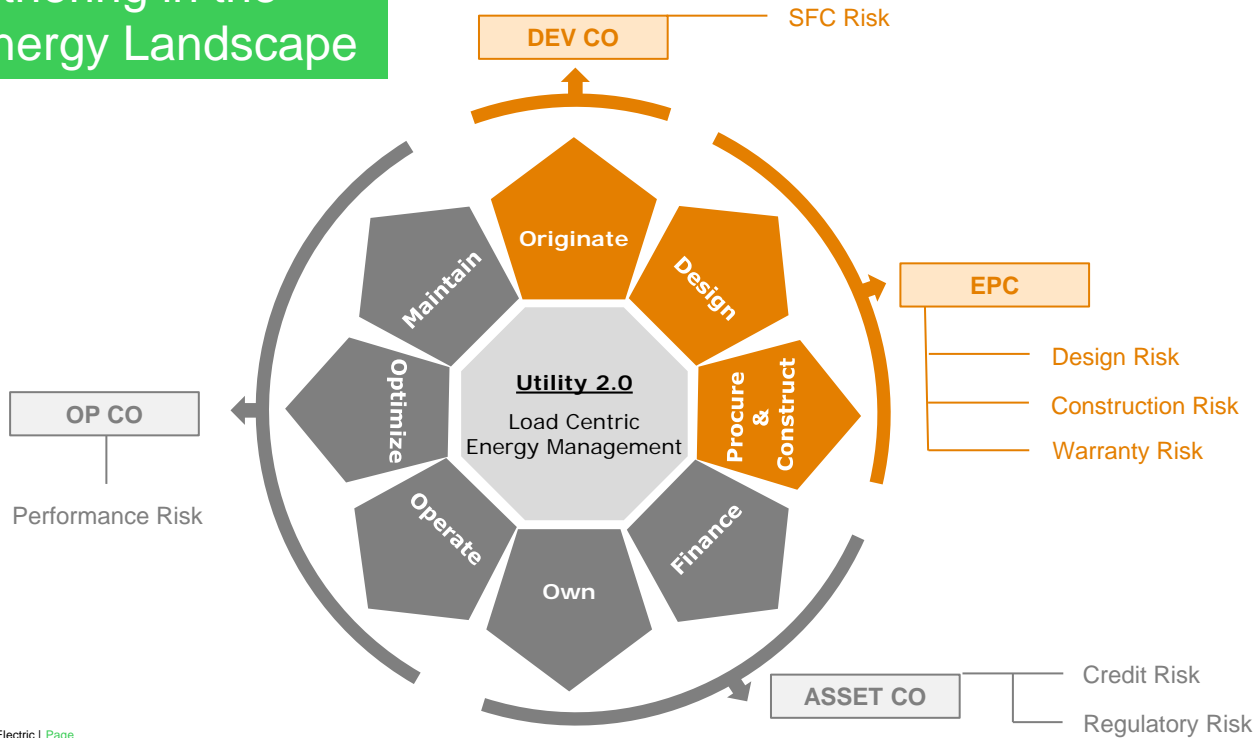 nergy Landscape
DEV CO
SFC Risk
Originate
Design
EPC
Design Risk
Construction Risk
Warranty Risk
Procure
&
Construct
Finance
Own
Operate
Optimize
Maintain
Utility 2.0
Load Centric
Energy Management
OP CO
Performance Risk
ASSET CO
Credit Risk
Regulatory Risk
Electric | Page